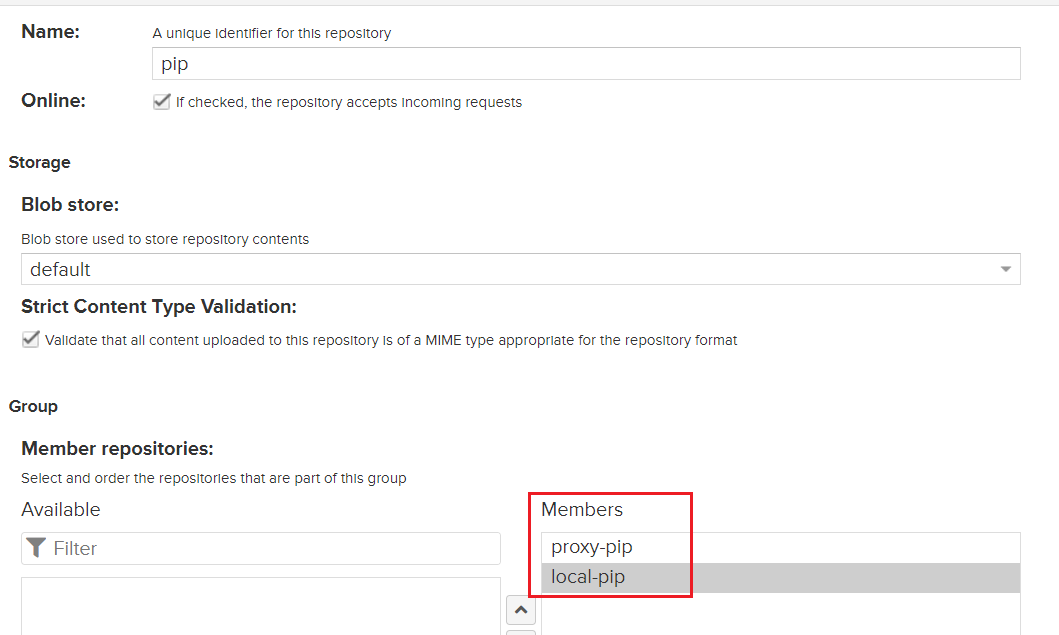 Name:
A unique identifier for this repository
pip
Online:
If checked, the repository accepts incoming requests
Storage
Blob store:
Blob store used to store repository contents
default
Strict Content Type Validation:
Validate that all content uploaded to this repository is of a MIME type appropriate for the repository format
Group
Member repositories:
Select and order the repositories that are part of this group
Available
Filter
Members
proxy-pip
local-pip